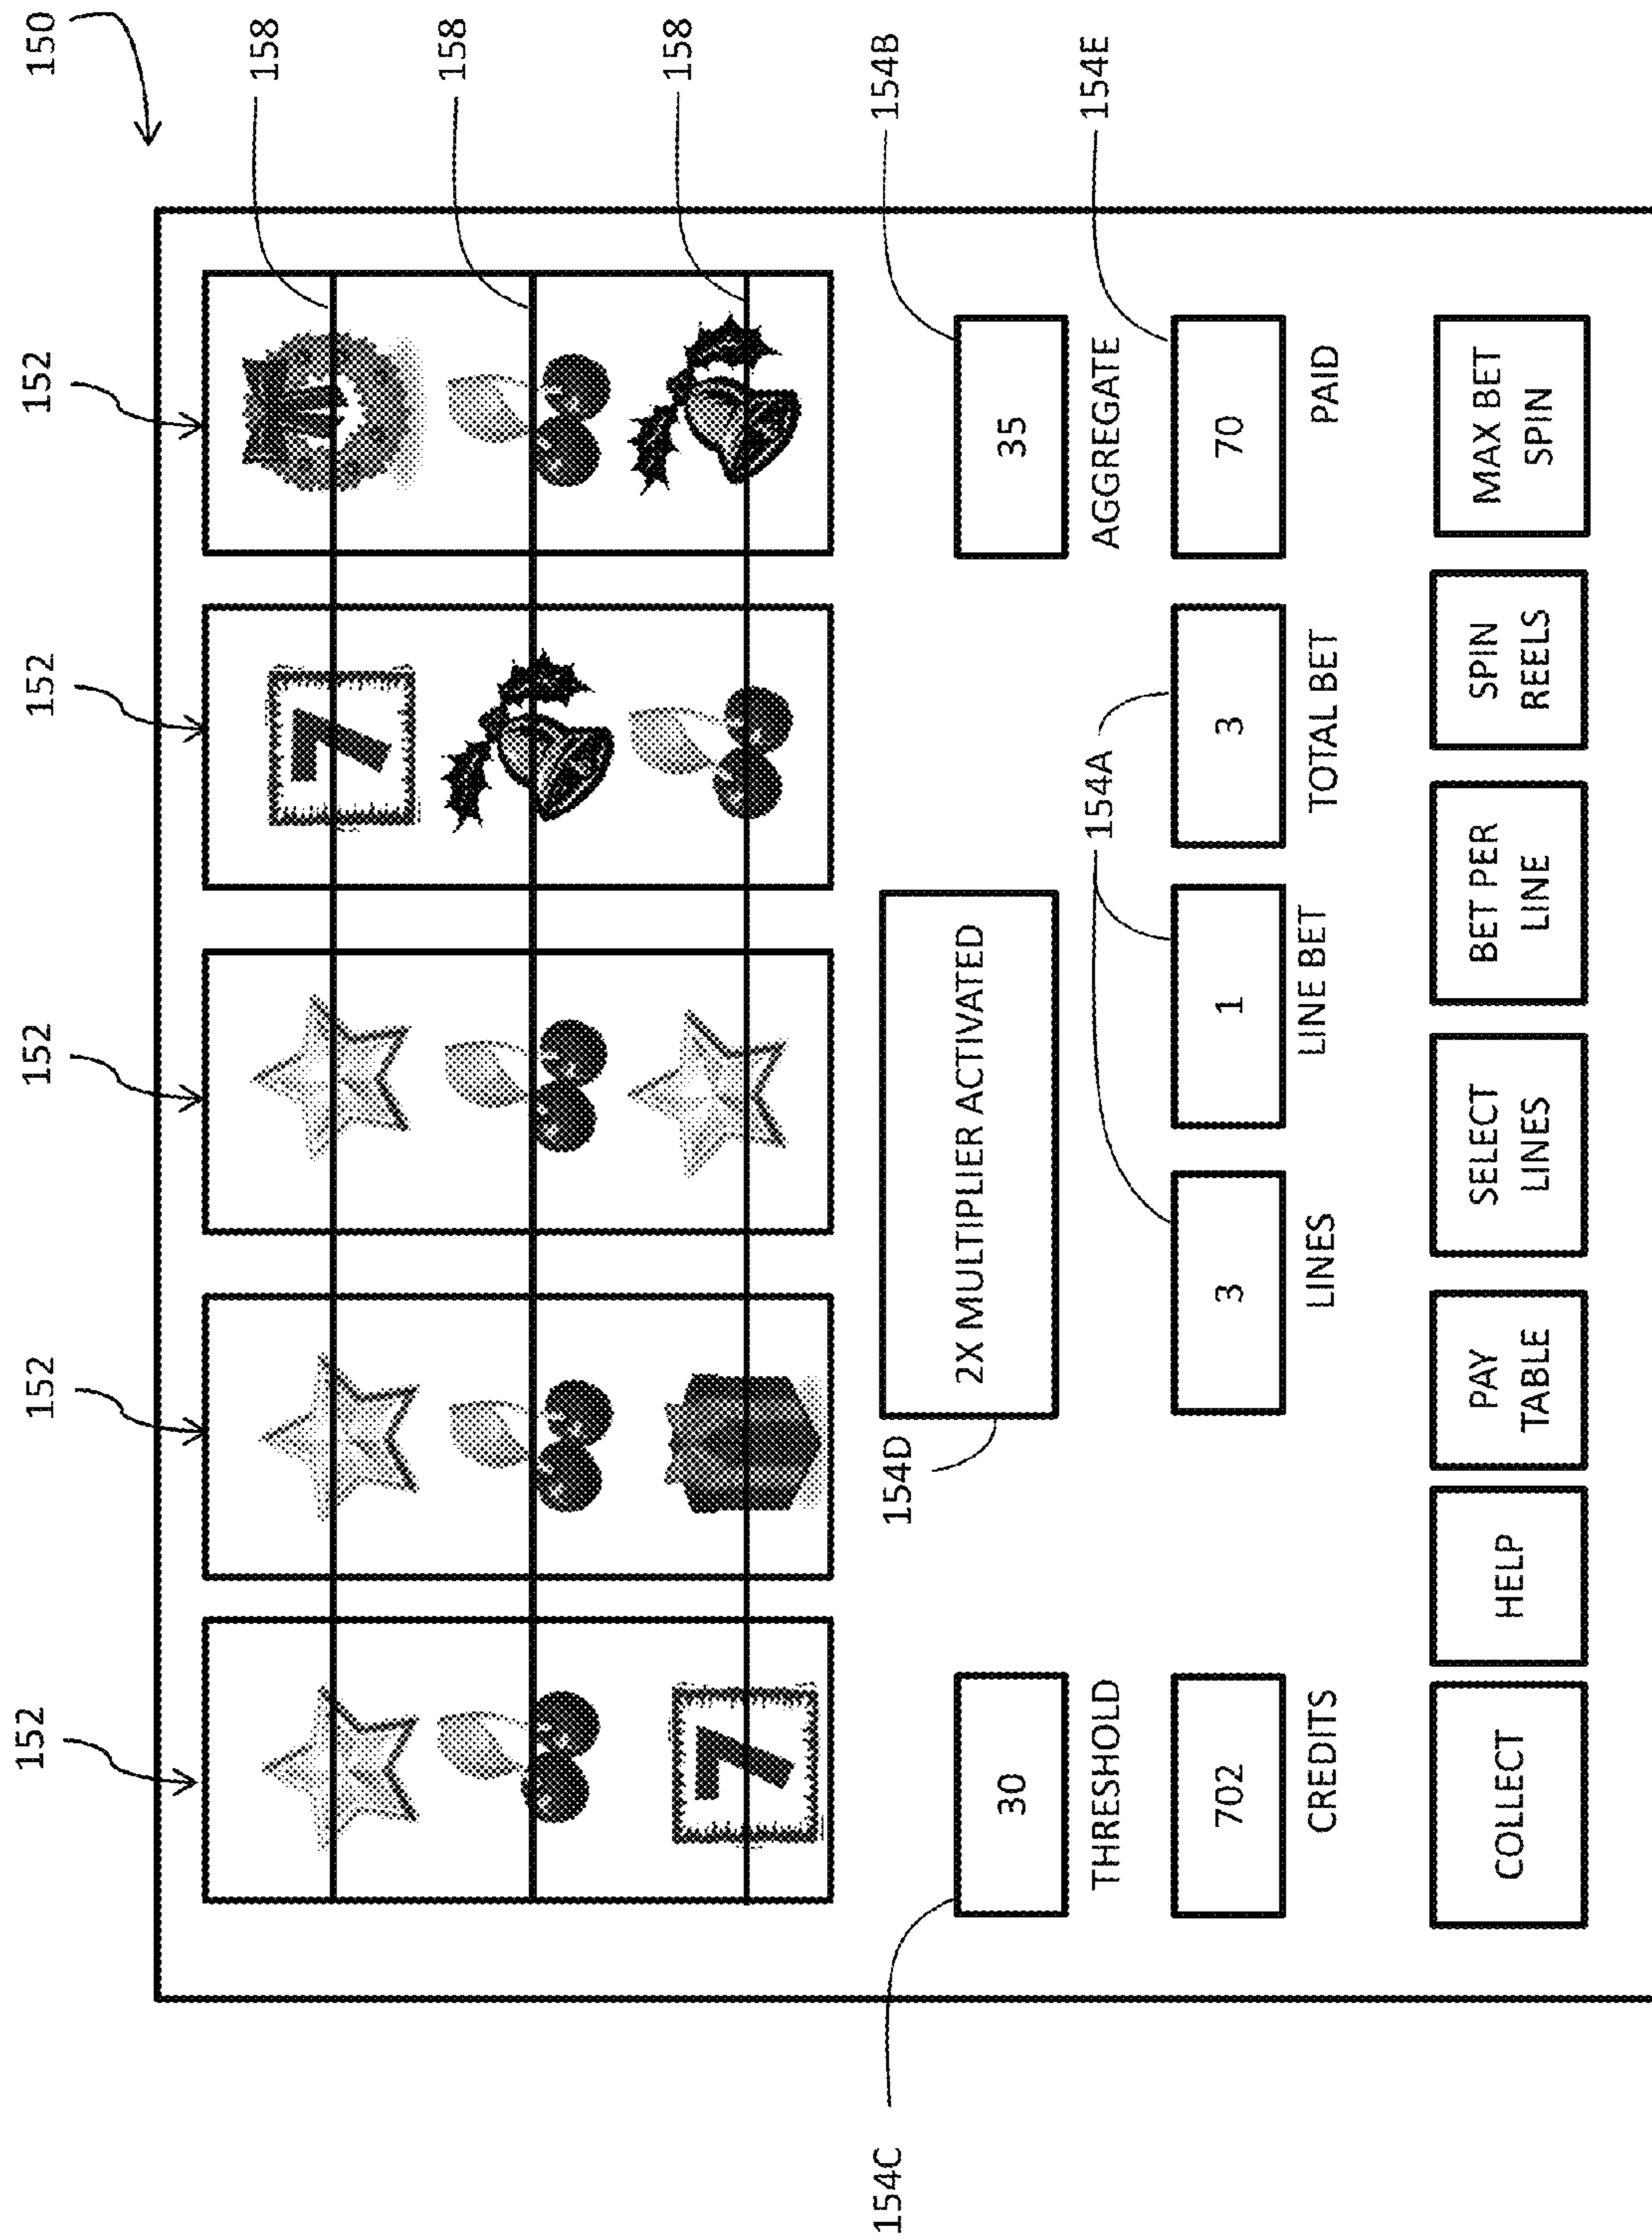 150
152
152
152
152
152
158
158
158
7
7
154D
2X MULTIPLIER ACTIVATED
154B
154C
30
THRESHOLD
35
AGGREGATE
154A
154E
702
CREDITS
3
LINES
1
LINE BET
3
TOTAL BET
70
PAID
COLLECT
HELP
PAY
TABLE
SELECT
LINES
BET PER
LINE
SPIN
REELS
MAX BET
SPIN